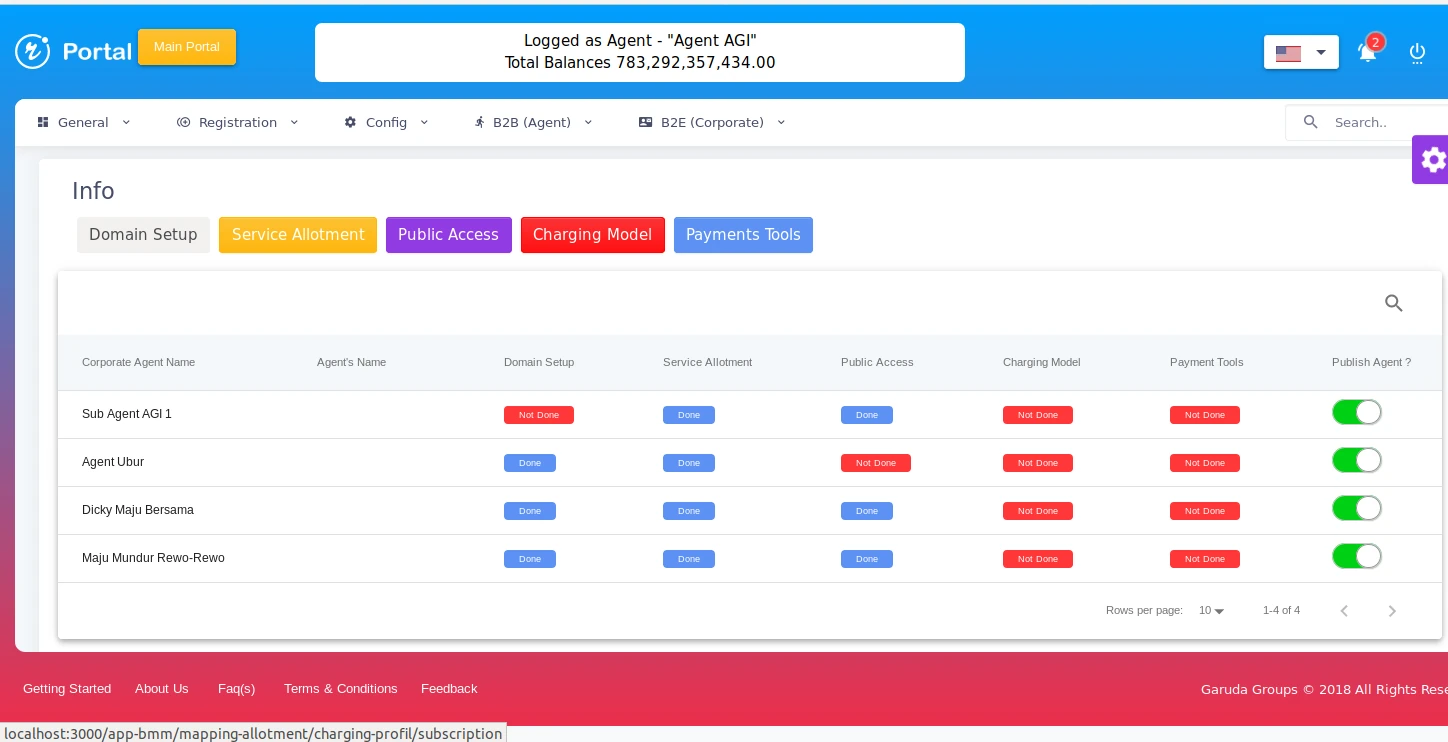 Portal
Main Portal
Logged as Agent - "Agent AGI"
Total Balances 783,292,357,434.00
2
General
Registration
Config
B2B (Agent)
B2E (Corporate)
Search..
Info
Domain Setup
Service Allotment
Public Access
Charging Model
Payments Tools
Corporate Agent Name Agent's Name Domain Setup Service Allotment Public Access Charging Model Payment Tools Publish Agent ?
Sub Agent AGI 1 Not Done Done Done Not Done Not Done
Agent Ubur Done Done Not Done Not Done Not Done
Dicky Maju Bersama Done Done Done Not Done Not Done
Maju Mundur Rewo-Rewo Done Done Done Not Done Not Done
Rows per page: 10 1-4 of 4
Getting Started About Us Faq(s) Terms & Conditions Feedback
Garuda Groups © 2018 All Rights Rese
localhost:3000/app-bmm/mapping-allotment/charging-profil/subscription